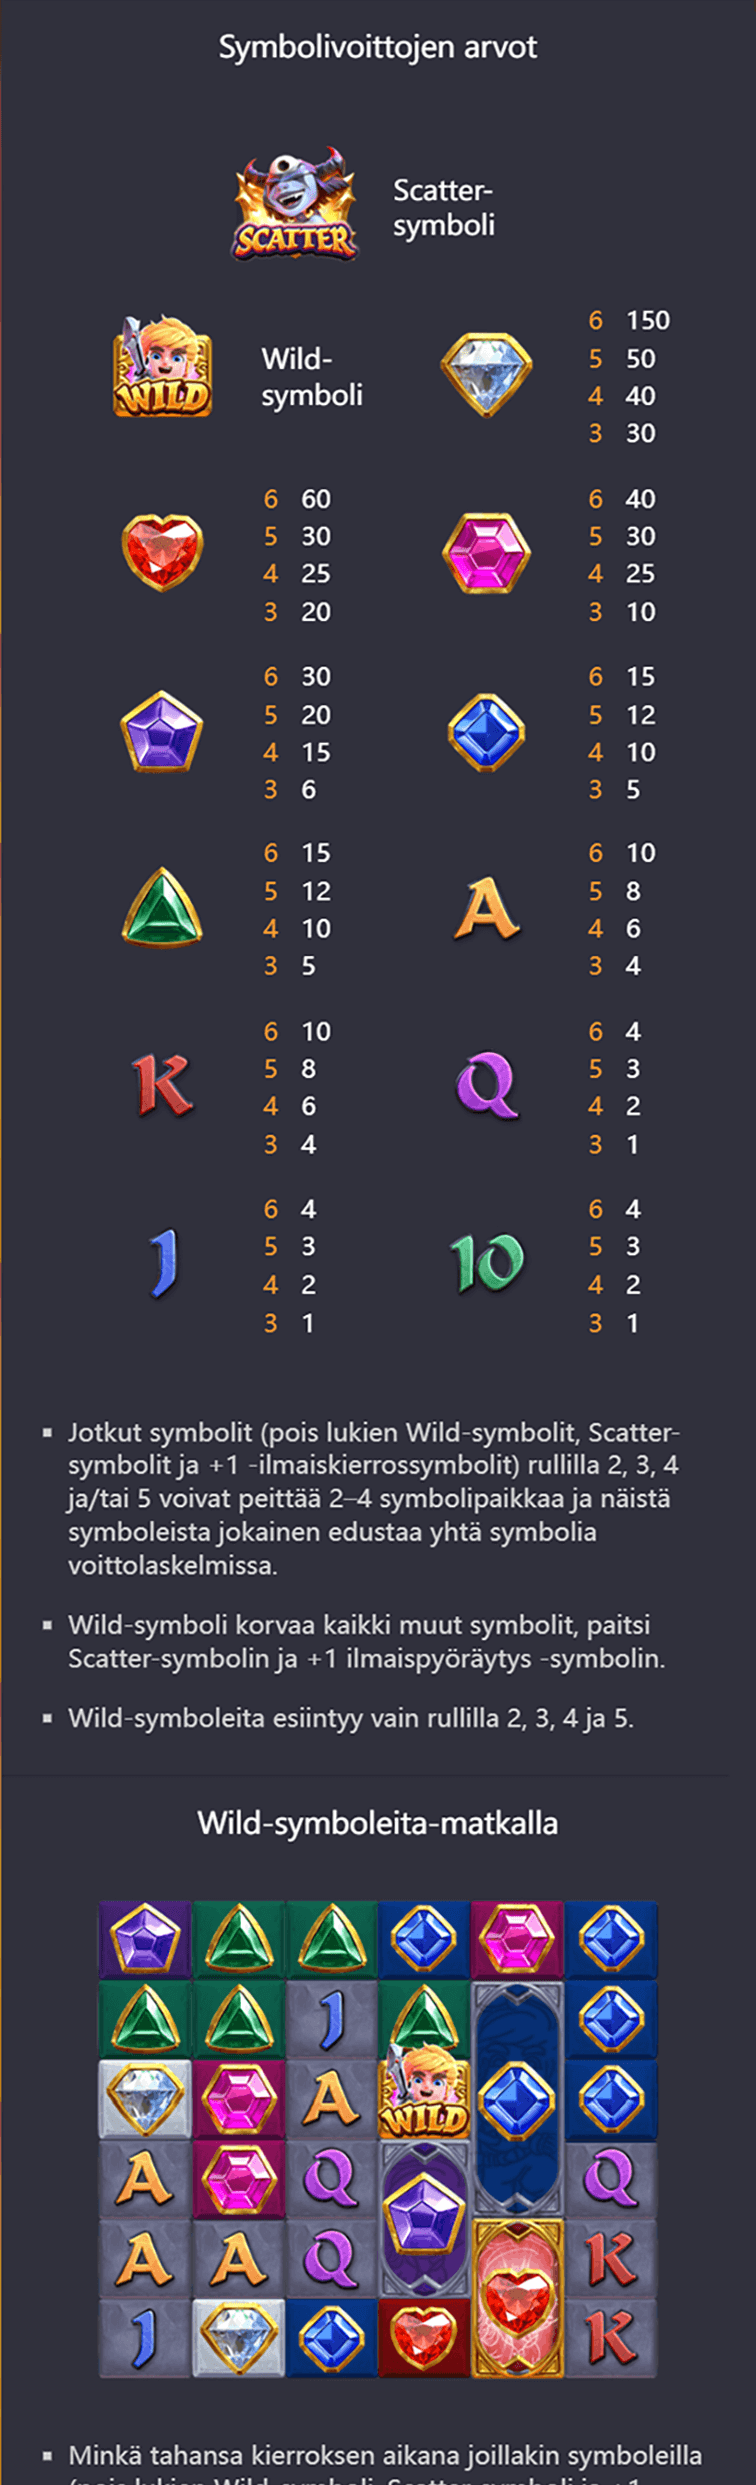 Symbolivoittojen arvot
SCATTER
Scatter-
symboli
WILD
Wild-
symboli
6 150
5 50
4 40
3 30
6 60
5 30
4 25
3 20
6 40
5 30
4 25
3 10
6 30
5 20
4 15
3 6
6 15
5 12
4 10
3 5
6 15
5 12
4 10
3 5
A
6 10
5 8
6 6
3 4
K
6 10
5 8
4 6
3 4
Q
6 4
5 3
4 2
3 1
J
6 4
5 3
4 2
3 1
10
6 4
5 3
4 2
3 1
▪ Jotkut symbolit (pois lukien Wild-symbolit, Scatter-
symbolit ja +1 -ilmaiskierrossymbolit) rullilla 2, 3, 4
ja/tai 5 voivat peittää 2–4 symbolipaikkaa ja näistä
symboleista jokainen edustaa yhtä symbolia
voittolaskelmissa.
▪ Wild-symboli korvaa kaikki muut symbolit, paitsi
Scatter-symbolin ja +1 ilmaispyöräytys -symbolin.
▪ Wild-symboleita esiintyy vain rullilla 2, 3, 4 ja 5.
Wild-symboleita-matkalla
J
A WILD
A Q Q
A A Q K
J K
▪ Minkä tahansa kierroksen aikana joillakin symboleilla